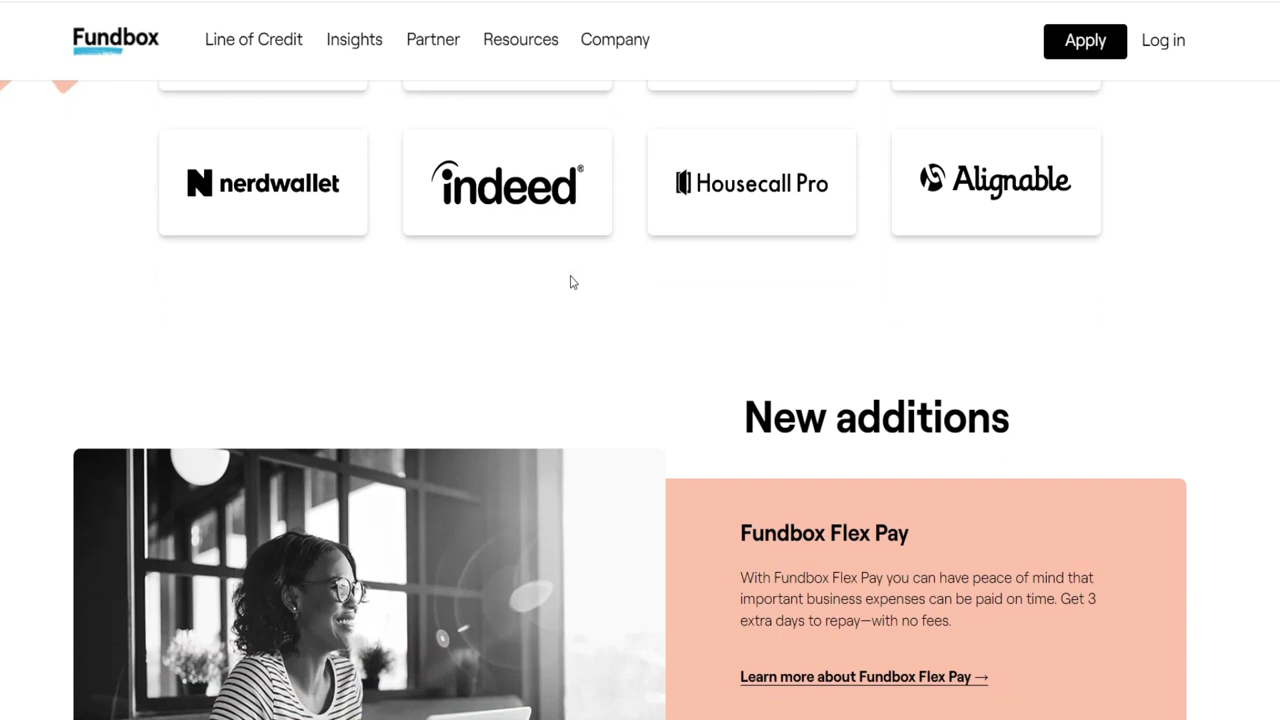 Fundbox Line of Credit Insights Partner Resources Company Apply Log in
nerdwallet indeed® Housecall Pro Alignable
New additions
Fundbox Flex Pay
With Fundbox Flex Pay you can have peace of mind that
important business expenses can be paid on time. Get 3
extra days to repay—with no fees.
Learn more about Fundbox Flex Pay →